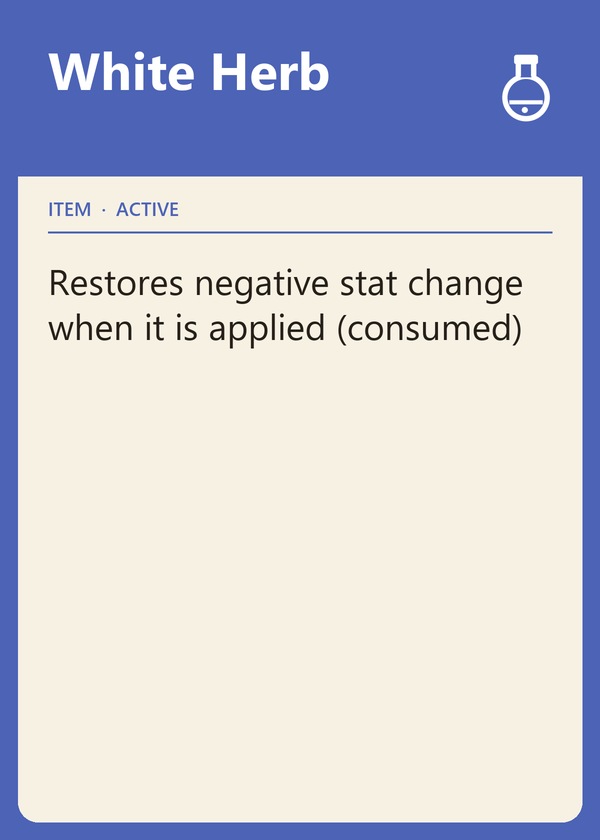 White Herb
ITEM · ACTIVE
Restores negative stat change
when it is applied (consumed)